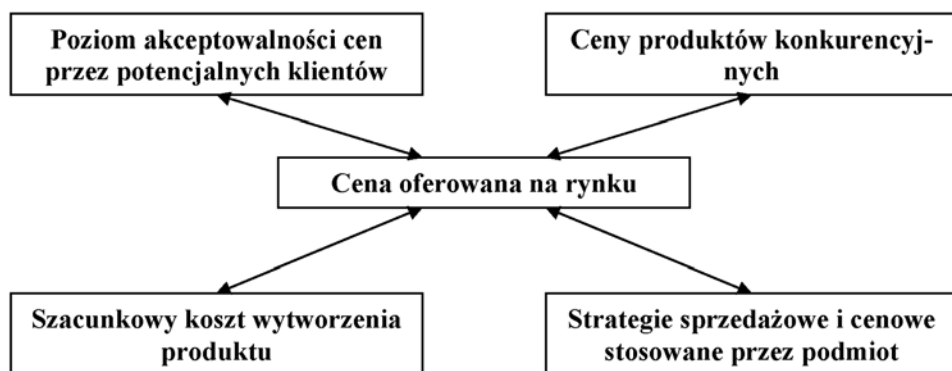 Poziom akceptowalności cen
przez potencjalnych klientów
Ceny produktów konkurencyj-
nych
Cena oferowana na rynku
Szacunkowy koszt wytworzenia
produktu
Strategie sprzedażowe i cenowe
stosowane przez podmiot